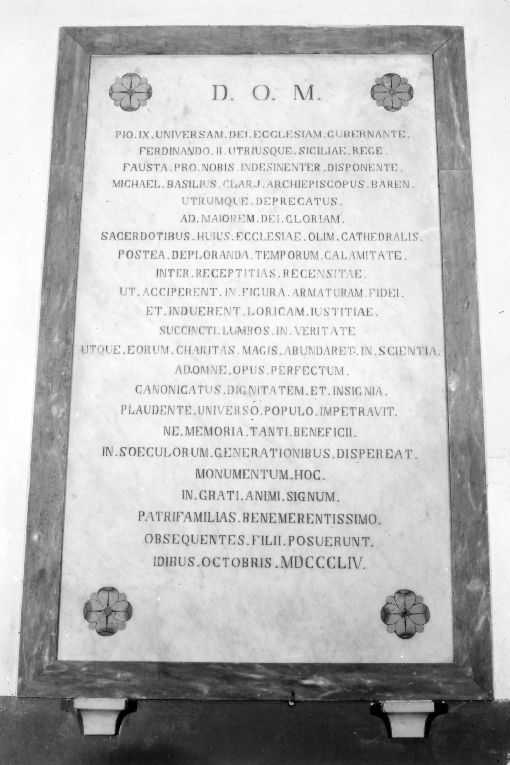 D. O. M.
PIO.IX.UNIVERSAM.DEI.ECCLESIAM.GUBERNANTE.
FERDINANDO.II.UTRIUSQUE.SICILIAE.REGE.
FAUSTA.PRO.NOBIS.INDESINENTER.DISPONENTE.
MICHAEL.BASILIUS.CLARJ.ARCHIEPISCOPUS.BAREN.
UTRUMQUE.DEPRECATUS.
AD.MAIOREM.DEI.GLORIAM.
SACERDOTIBUS.HUIUS.ECCLESIAE.OLIM.CATHEDRALIS.
POSTEA.DEPLORANDA.TEMPORUM.CALAMITATE.
INTER.RECEPTITIAS.RECENSITAE.
UT.ACCIPERENT.IN.FIGURA.ARMATURAM.FIDEI.
ET.INDUERENT.LORICAM.IUSTITIAE.
SUCCINCTI.LUMBOS.IN.VERITATE
UTQUE.EORUM.CHARITAS.MAGIS.ABUNDARET.IN.SCIENTIA.
AD.OMNE.OPUS.PERFECTUM.
CANONICATUS.DIGNITATEM.ET.INSIGNIA.
PLAUDENTE.UNIVERSO.POPULO.IMPETRAVIT.
NE.MEMORIA.TANTI.BENEFICII.
IN.SOECULORUM.GENERATIONIBUS.DISPEREAT.
MONUMENTUM.HOC.
IN.GRATI.ANIMI.SIGNUM.
PATRIFAMILIAS.BENEMERENTISSIMO.
OBSEQUENTES.FILII.POSUERUNT.
IDIBUS.OCTOBRIS.MDCCCLIV.